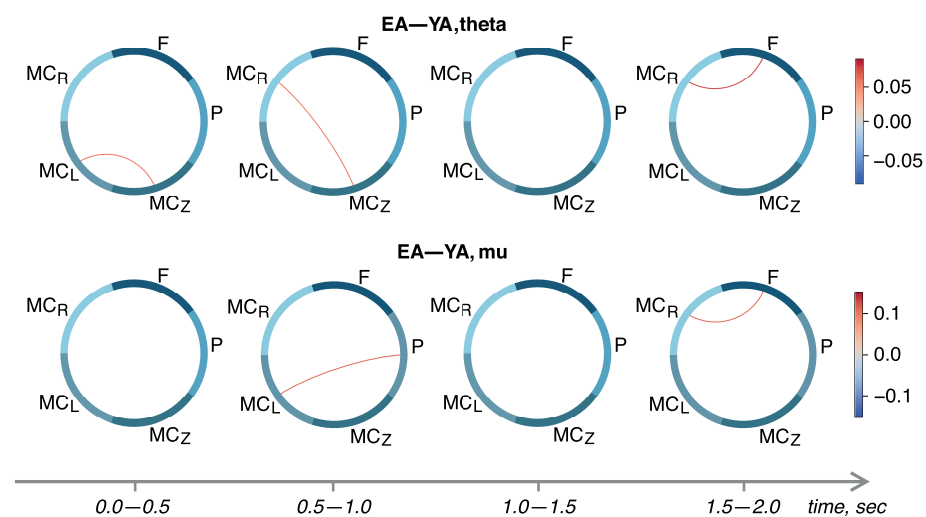 EA—YA,theta
F F F F
MCR MCR MCR MCR
P P P P
MCL MCL MCL MCL
MCZ MCZ MCZ MCZ
0.05
0.00
−0.05
EA—YA, mu
F F F F
MCR MCR MCR MCR
P P P P
MCL MCL MCL MCL
MCZ MCZ MCZ MCZ
0.1
0.0
−0.1
0.0—0.5 0.5—1.0 1.0—1.5 1.5—2.0 time, sec